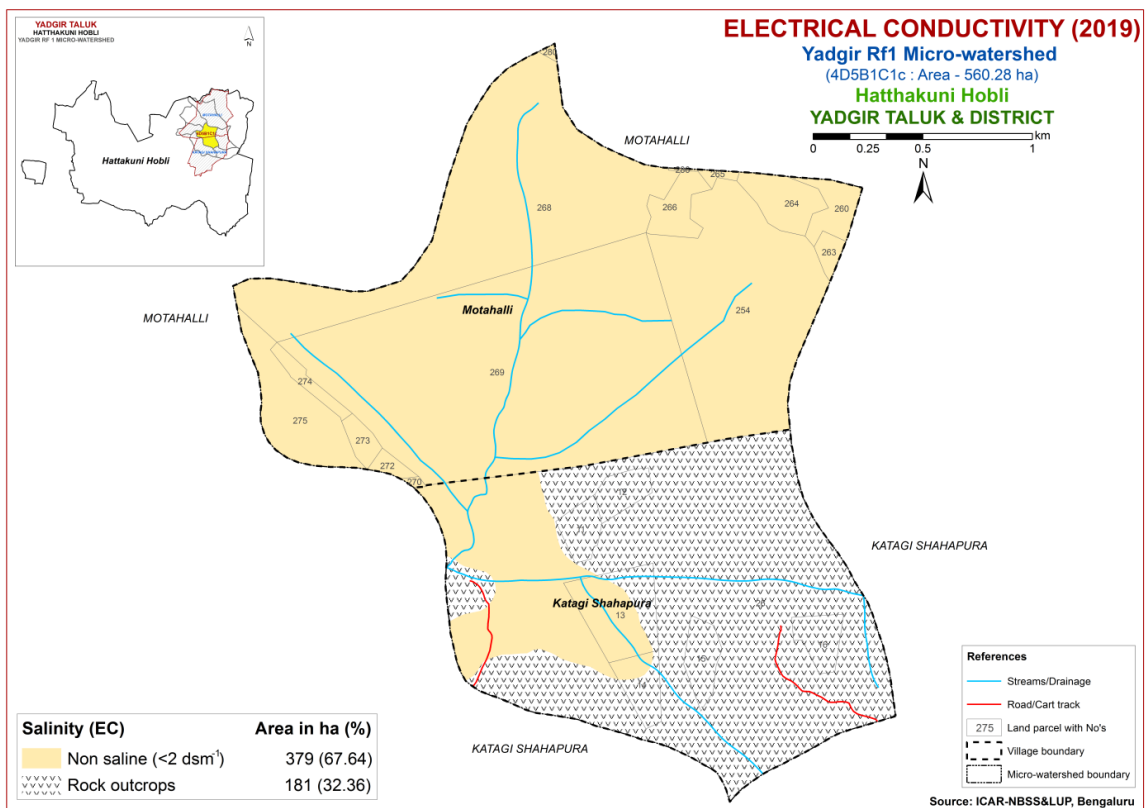 YADGIR TALUK
HATTHAKUNI HOBLI
YADGIR RF 1 MICRO-WATERSHED
N
Hattakuni Hobli
ELECTRICAL CONDUCTIVITY (2019)
Yadgir Rf1 Micro-watershed
(4D5B1C1c : Area - 560.28 ha)
Hatthakuni Hobli
YADGIR TALUK & DISTRICT
km
0 0.25 0.5 1
N
280
MOTAHALLI
265
268
266
264
260
263
MOTAHALLI
Motahalli
254
269
274
275
273
272
270
12
11
KATAGI SHAHAPURA
Katagi Shahapura
13
14
KATAGI SHAHAPURA
Salinity (EC) Area in ha (%)
Non saline (<2 dsm⁻¹) 379 (67.64)
Rock outcrops 181 (32.36)
References
Streams/Drainage
Road/Cart track
275 Land parcel with No's
Village boundary
Micro-watershed boundary
Source: ICAR-NBSS&LUP, Bengaluru